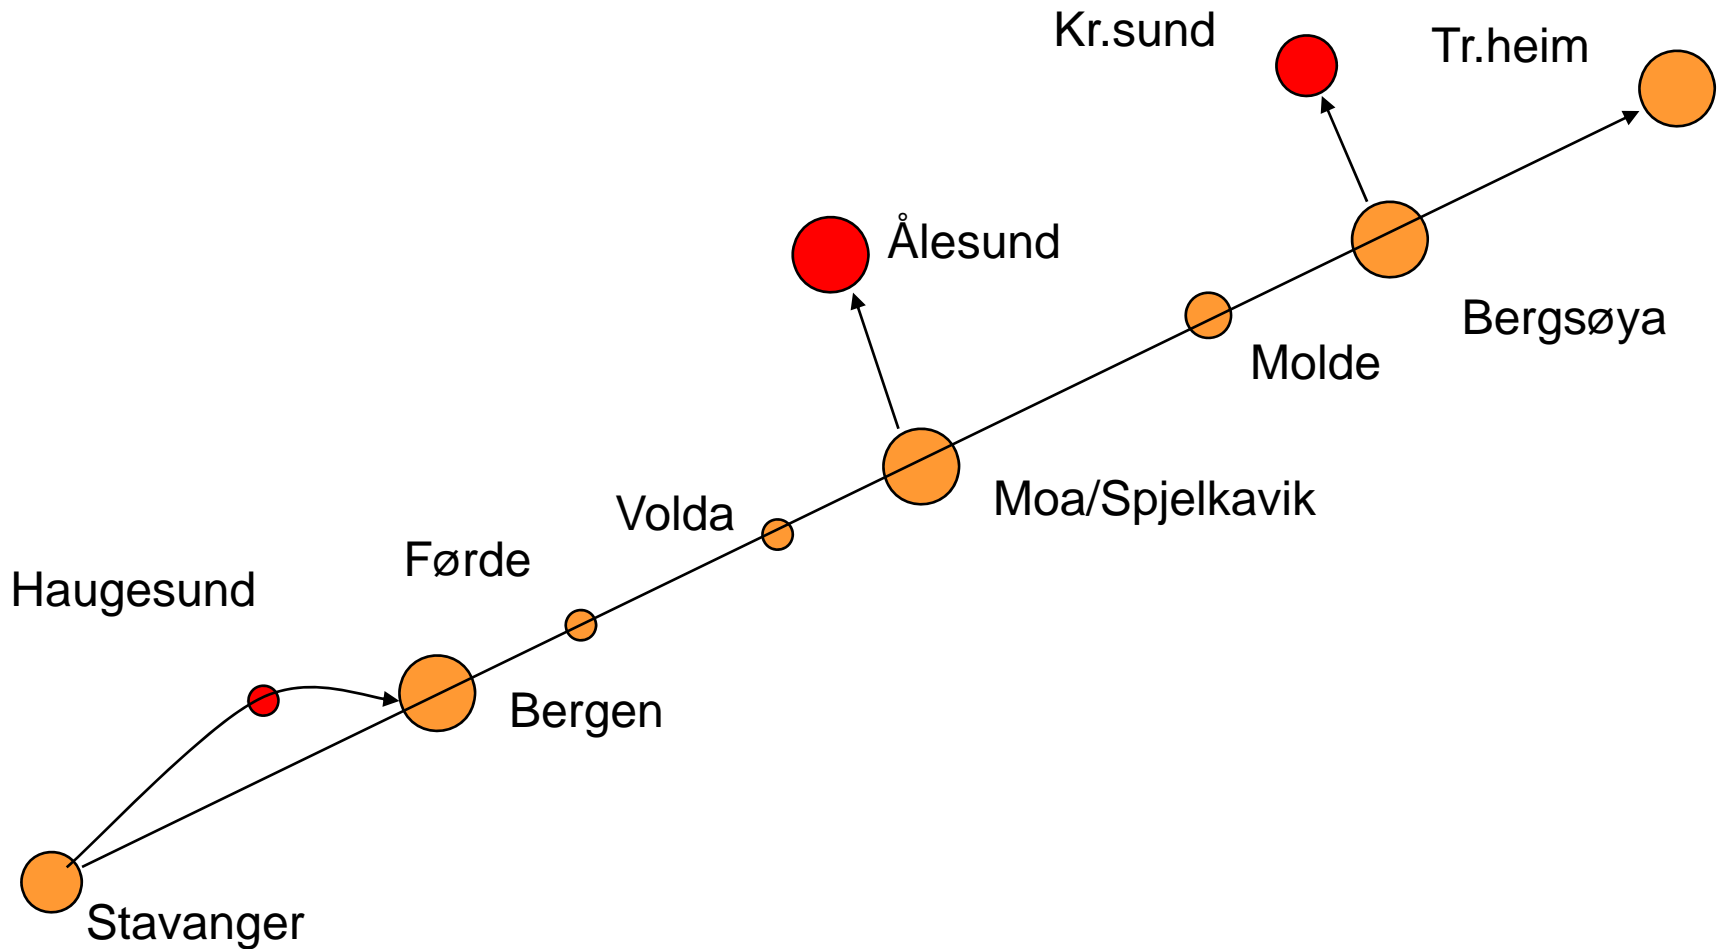 Kr.sund
Tr.heim
Ålesund
Bergsøya
Molde
Moa/Spjelkavik
Volda
Førde
Haugesund
Bergen
Stavanger